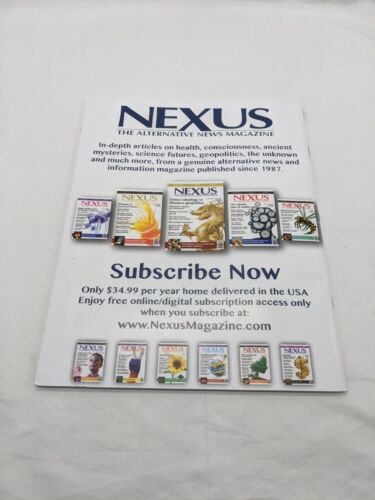 NEXUS
THE ALTERNATIVE NEWS MAGAZINE
In-depth articles on health, consciousness, ancient
mysteries, science futures, geopolitics, the unknown
and much more, from a genuine alternative news and
information magazine published since 1987.
NEXUS
NEXUS
NEXUS
NEXUS
NEXUS
Subscribe Now
Only $34.99 per year home delivered in the USA
Enjoy free online/digital subscription access only
when you subscribe at:
www.NexusMagazine.com
NEXUS
NEXUS
NEXUS
NEXUS
NEXUS
NEXUS